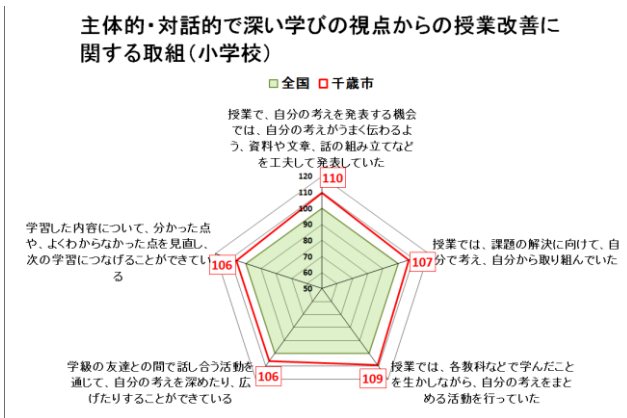 主体的・対話的で深い学びの視点からの授業改善に
関する取組(小学校)
全国 千歳市
授業で、自分の考えを発表する機会
では、自分の考えがうまく伝わるよ
う、資料や文章、話の組み立てなど
を工夫して発表していた
120
110
110
100
90
80
70
60
50
学習した内容について、分かった点
や、よくわからなかった点を見直し、
次の学習につなげることができてい
る
106
授業では、課題の解決に向けて、自
分で考え、自分から取り組んでいた
107
学級の友達との間で話し合う活動を
通じて、自分の考えを深めたり、広
げたりすることができている
106
授業では、各教科などで学んだこと
を生かしながら、自分の考えをまと
める活動を行っていた
109